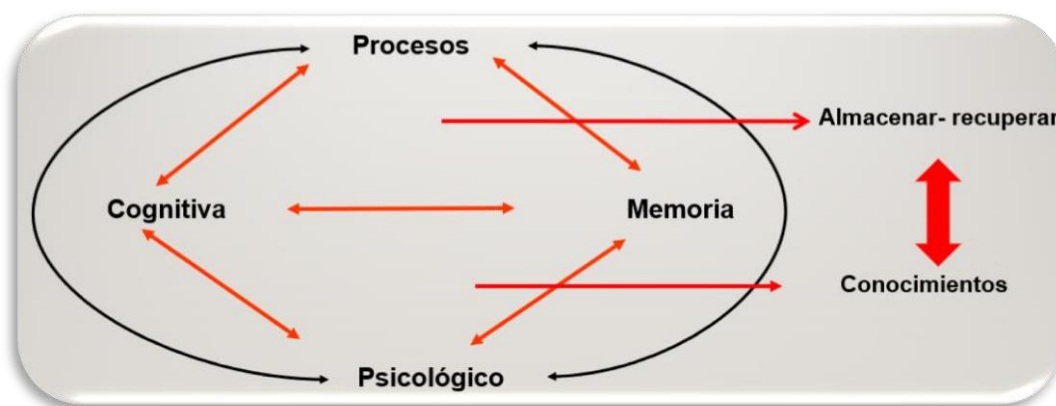 Procesos
Almacenar- recuperar
Cognitiva
Memoria
Conocimientos
Psicológico